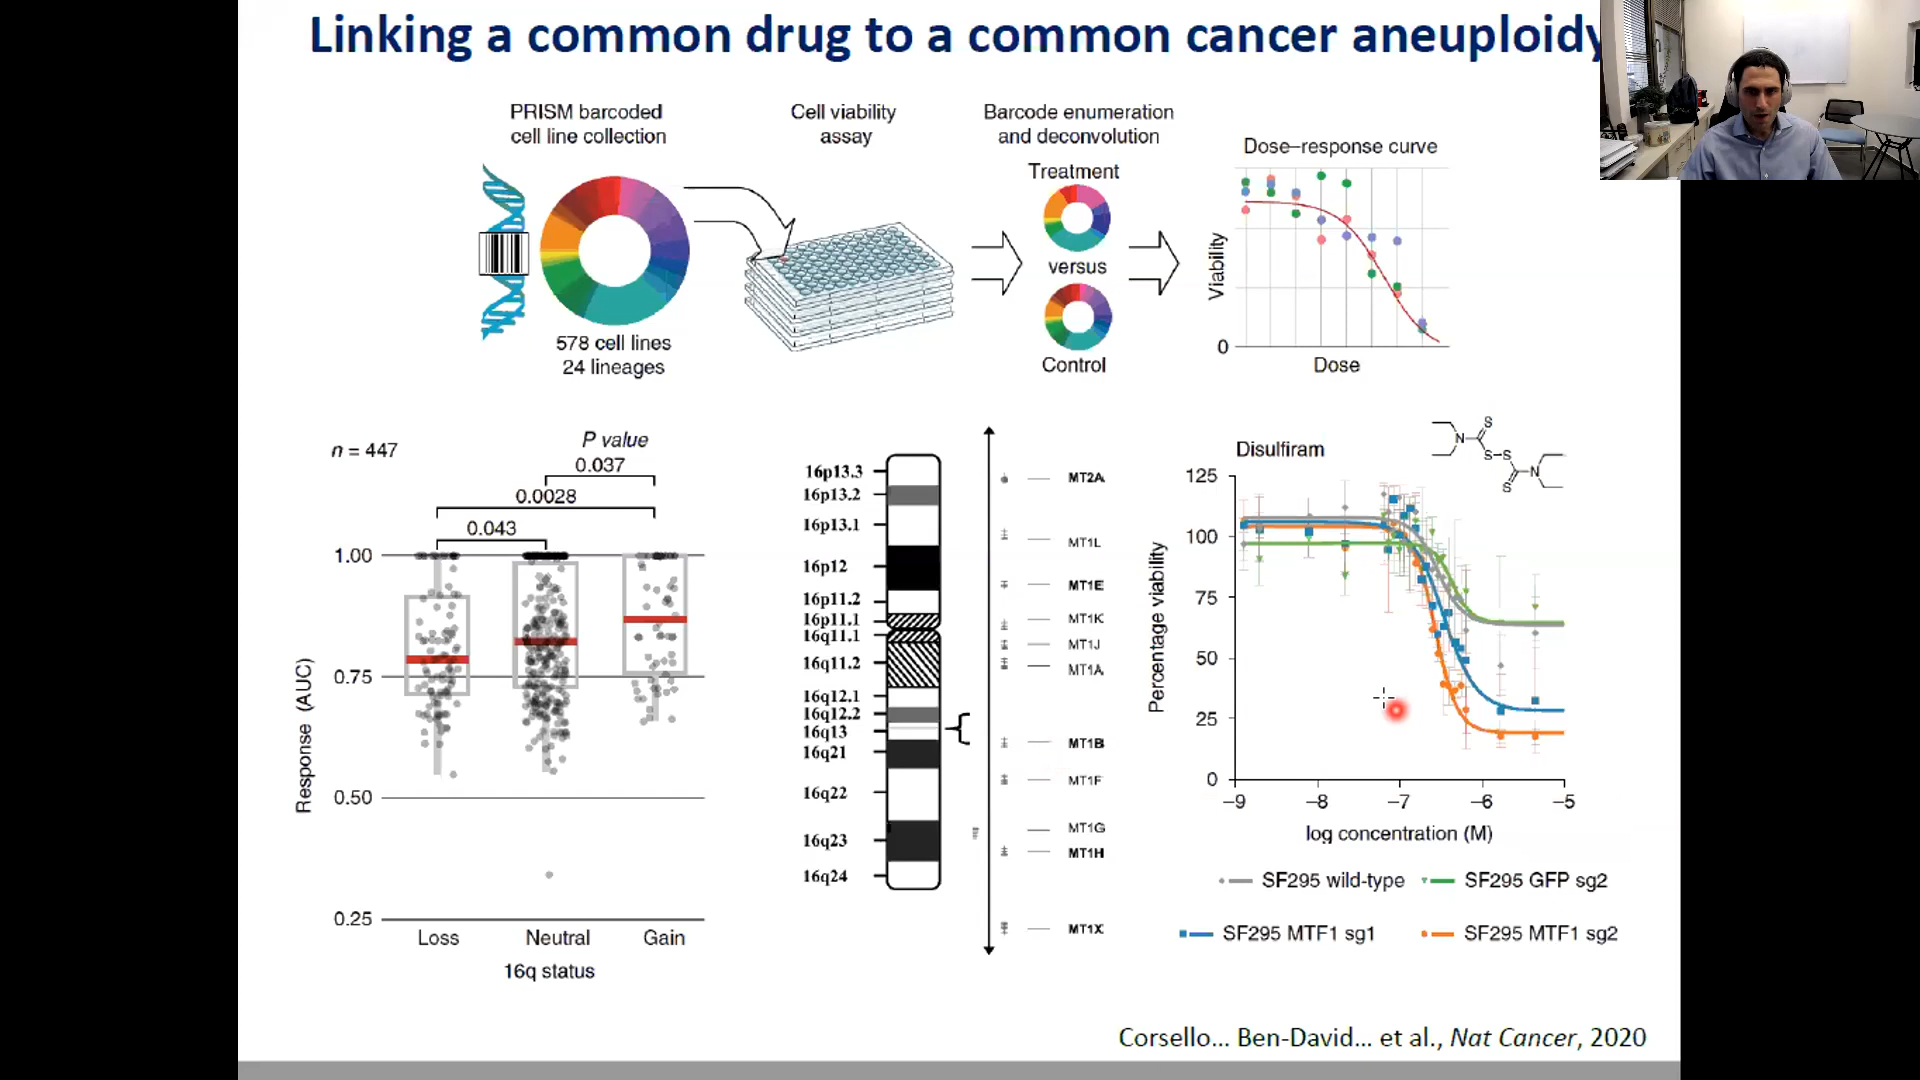 Linking a common drug to a common cancer aneuploidy
PRISM barcoded
cell line collection
578 cell lines
24 lineages
Cell viability
assay
Barcode enumeration
and deconvolution
Treatment
versus
Control
Dose–response curve
Viability
0
Dose
n = 447
P value
0.037
0.0028
0.043
Response (AUC)
1.00
0.75
0.50
0.25
Loss
Neutral
Gain
16q status
16p13.3
16p13.2
16p13.1
16p12
16p11.2
16p11.1
16q11.1
16q11.2
16q12.1
16q12.2
16q13
16q21
16q22
16q23
16q24
MT2A
MT1L
MT1E
MT1K
MT1J
MT1A
MT1B
MT1F
MT1G
MT1H
MT1X
Disulfiram
S
N
S–S
N
S
Percentage viability
125
100
75
50
25
0
–9
–8
–7
–6
–5
log concentration (M)
SF295 wild-type
SF295 GFP sg2
SF295 MTF1 sg1
SF295 MTF1 sg2
Corsello... Ben-David... et al., Nat Cancer, 2020